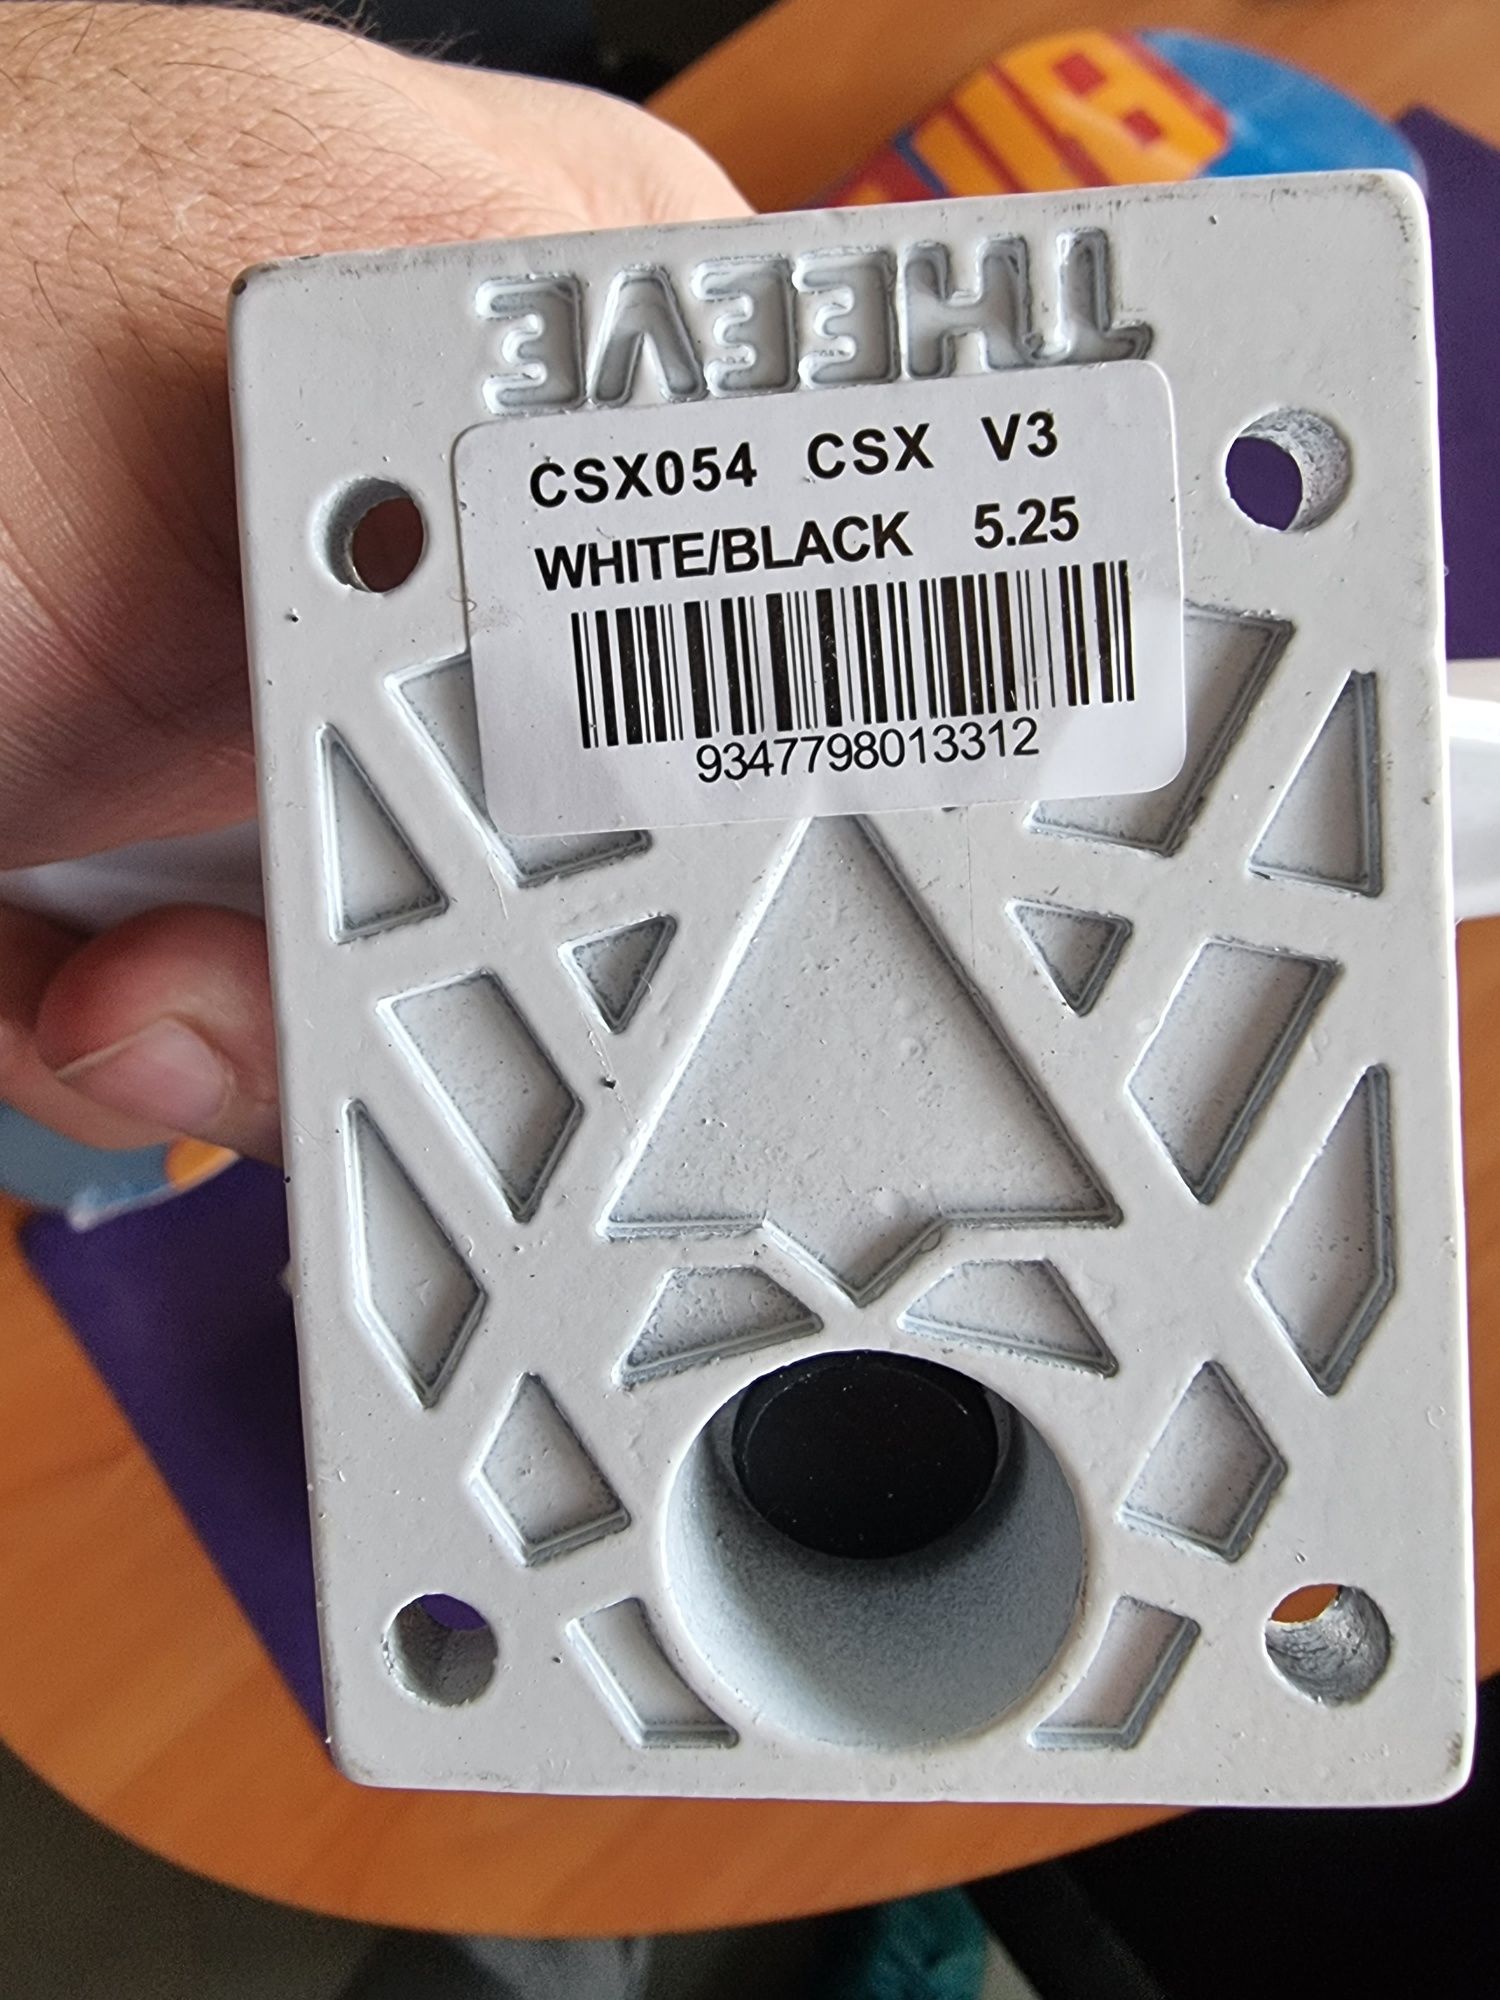 THEEVE
CSX054 CSX V3
WHITE/BLACK 5.25
9347798013312